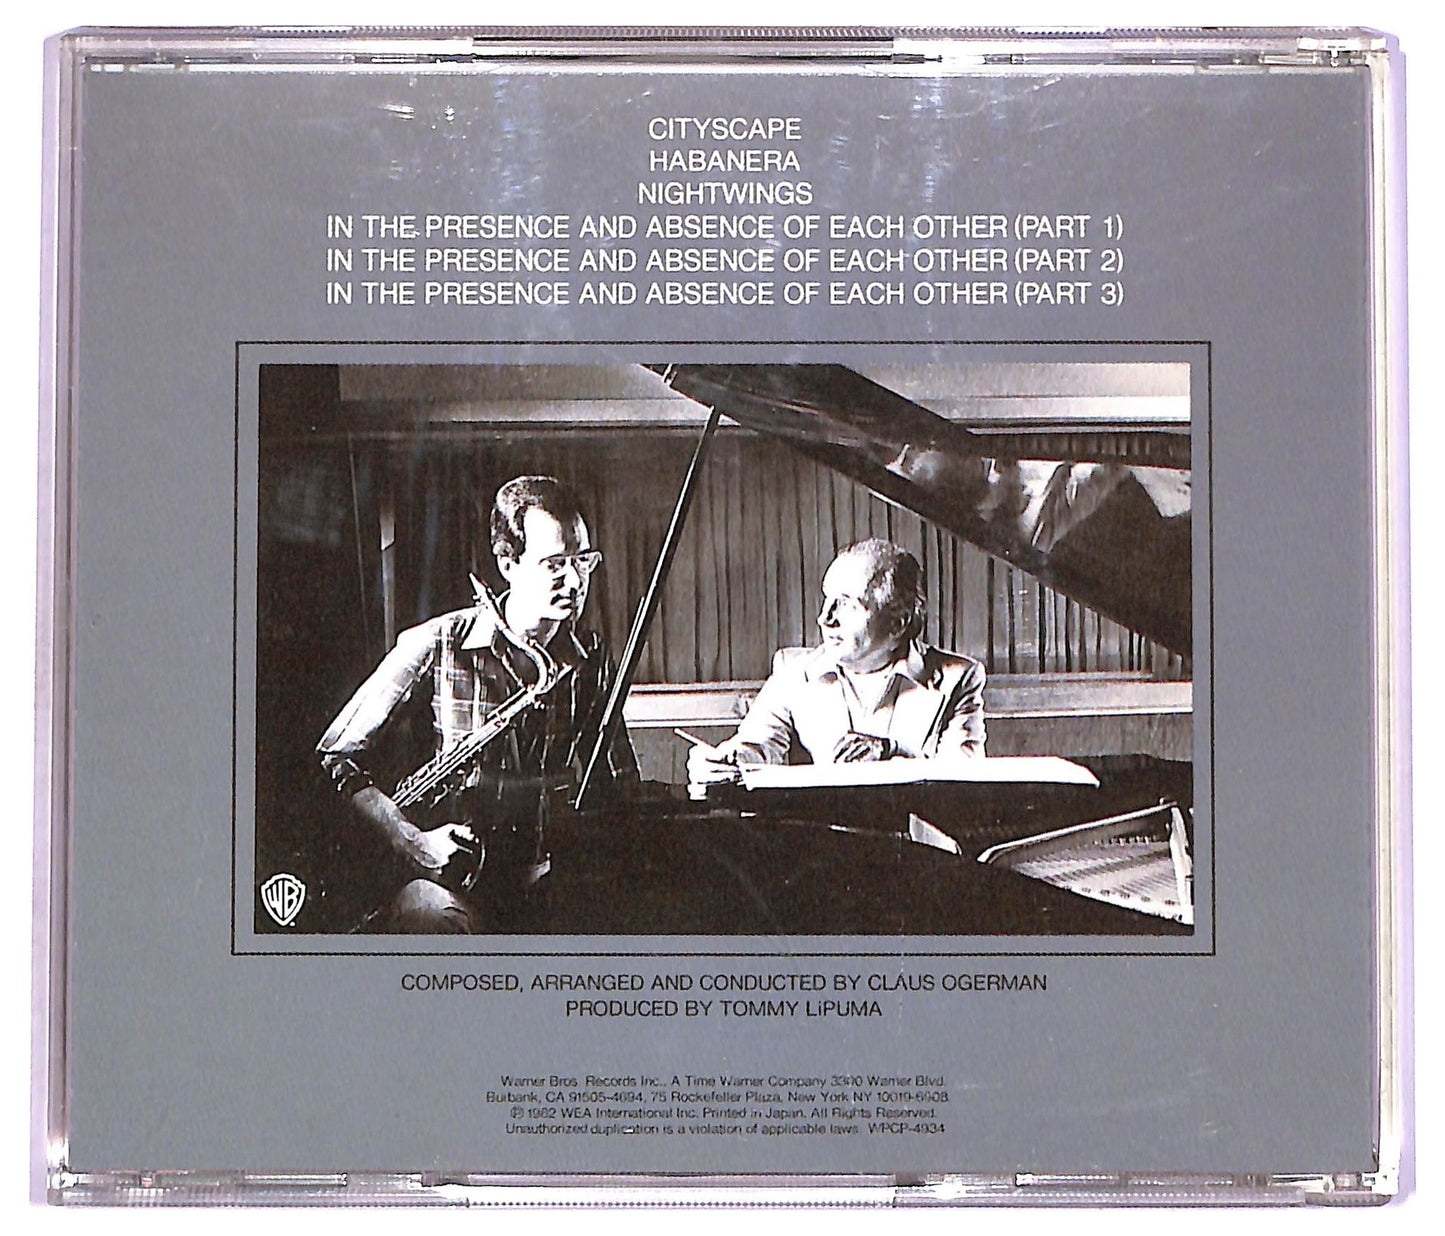 CITYSCAPE
HABANERA
NIGHTWINGS
IN THE PRESENCE AND ABSENCE OF EACH OTHER (PART 1)
IN THE PRESENCE AND ABSENCE OF EACH OTHER (PART 2)
IN THE PRESENCE AND ABSENCE OF EACH OTHER (PART 3)
WB
COMPOSED, ARRANGED AND CONDUCTED BY CLAUS OGERMAN
PRODUCED BY TOMMY LiPUMA
Warner Bros. Records Inc., A Time Warner Company 3300 Warner Blvd.
Burbank, CA 91505-4694, 75 Rockefeller Plaza, New York NY 10019-6908
℗ 1982 WEA International Inc. Printed in Japan. All Rights Reserved.
Unauthorized duplication is a violation of applicable laws. WPCP-4934